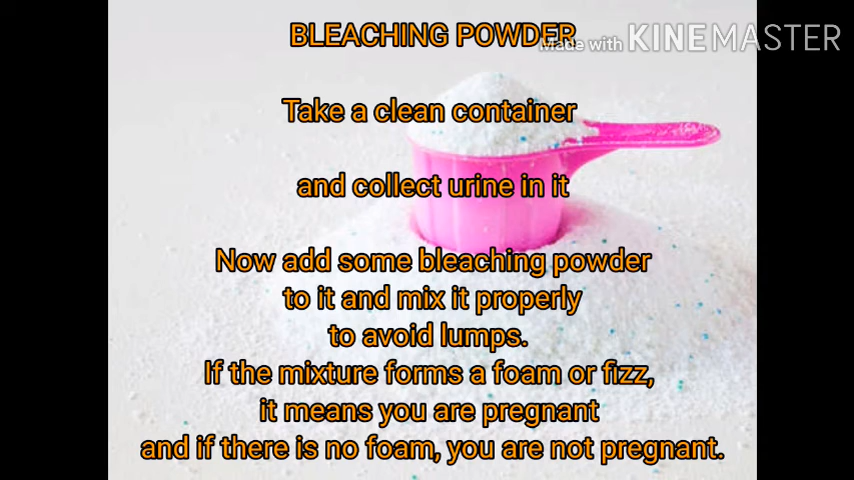 BLEACHING POWDER
Made with KINEMASTER
Take a clean container
and collect urine in it
Now add some bleaching powder
to it and mix it properly
to avoid lumps.
If the mixture forms a foam or fizz,
it means you are pregnant
and if there is no foam, you are not pregnant.